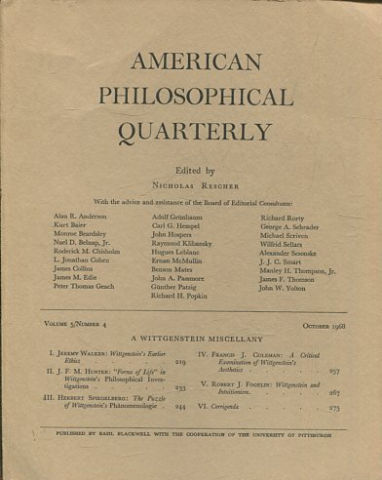 AMERICAN
PHILOSOPHICAL
QUARTERLY
Edited by
NICHOLAS RESCHER
With the advice and assistance of the Board of Editorial Consultants:
Alan R. Anderson
Kurt Baier
Monroe Beardsley
Nuel D. Belnap, Jr.
Roderick M. Chisholm
L. Jonathan Cohen
James Collins
James M. Edie
Peter Thomas Geach
Adolf Grünbaum
Carl G. Hempel
John Hospers
Raymond Klibansky
Hugues Leblanc
Ernan McMullin
Benson Mates
John A. Passmore
Günther Patzig
Richard H. Popkin
Richard Rorty
George A. Schrader
Michael Scriven
Wilfrid Sellars
Alexander Sesonske
J. J. C. Smart
Manley H. Thompson, Jr.
James F. Thomson
John W. Yolton
VOLUME 5/NUMBER 4 OCTOBER 1968
A WITTGENSTEIN MISCELLANY
I. JEREMY WALKER: Wittgenstein's Earlier
Ethics . . . . . 219
II. J. F. M. HUNTER: "Forms of Life" in
Wittgenstein's Philosophical Inves-
tigations . . . . . 233
III. HERBERT SPIEGELBERG: The Puzzle
of Wittgenstein's Phänomenologie . 244
IV. FRANCIS J. COLEMAN: A Critical
Examination of Wittgenstein's
Aesthetics . . . . . 257
V. ROBERT J. FOGELIN: Wittgenstein and
Intuitionism. . . . . 267
VI. Corrigenda . . . . . 273
PUBLISHED BY BASIL BLACKWELL WITH THE COOPERATION OF THE UNIVERSITY OF PITTSBURGH